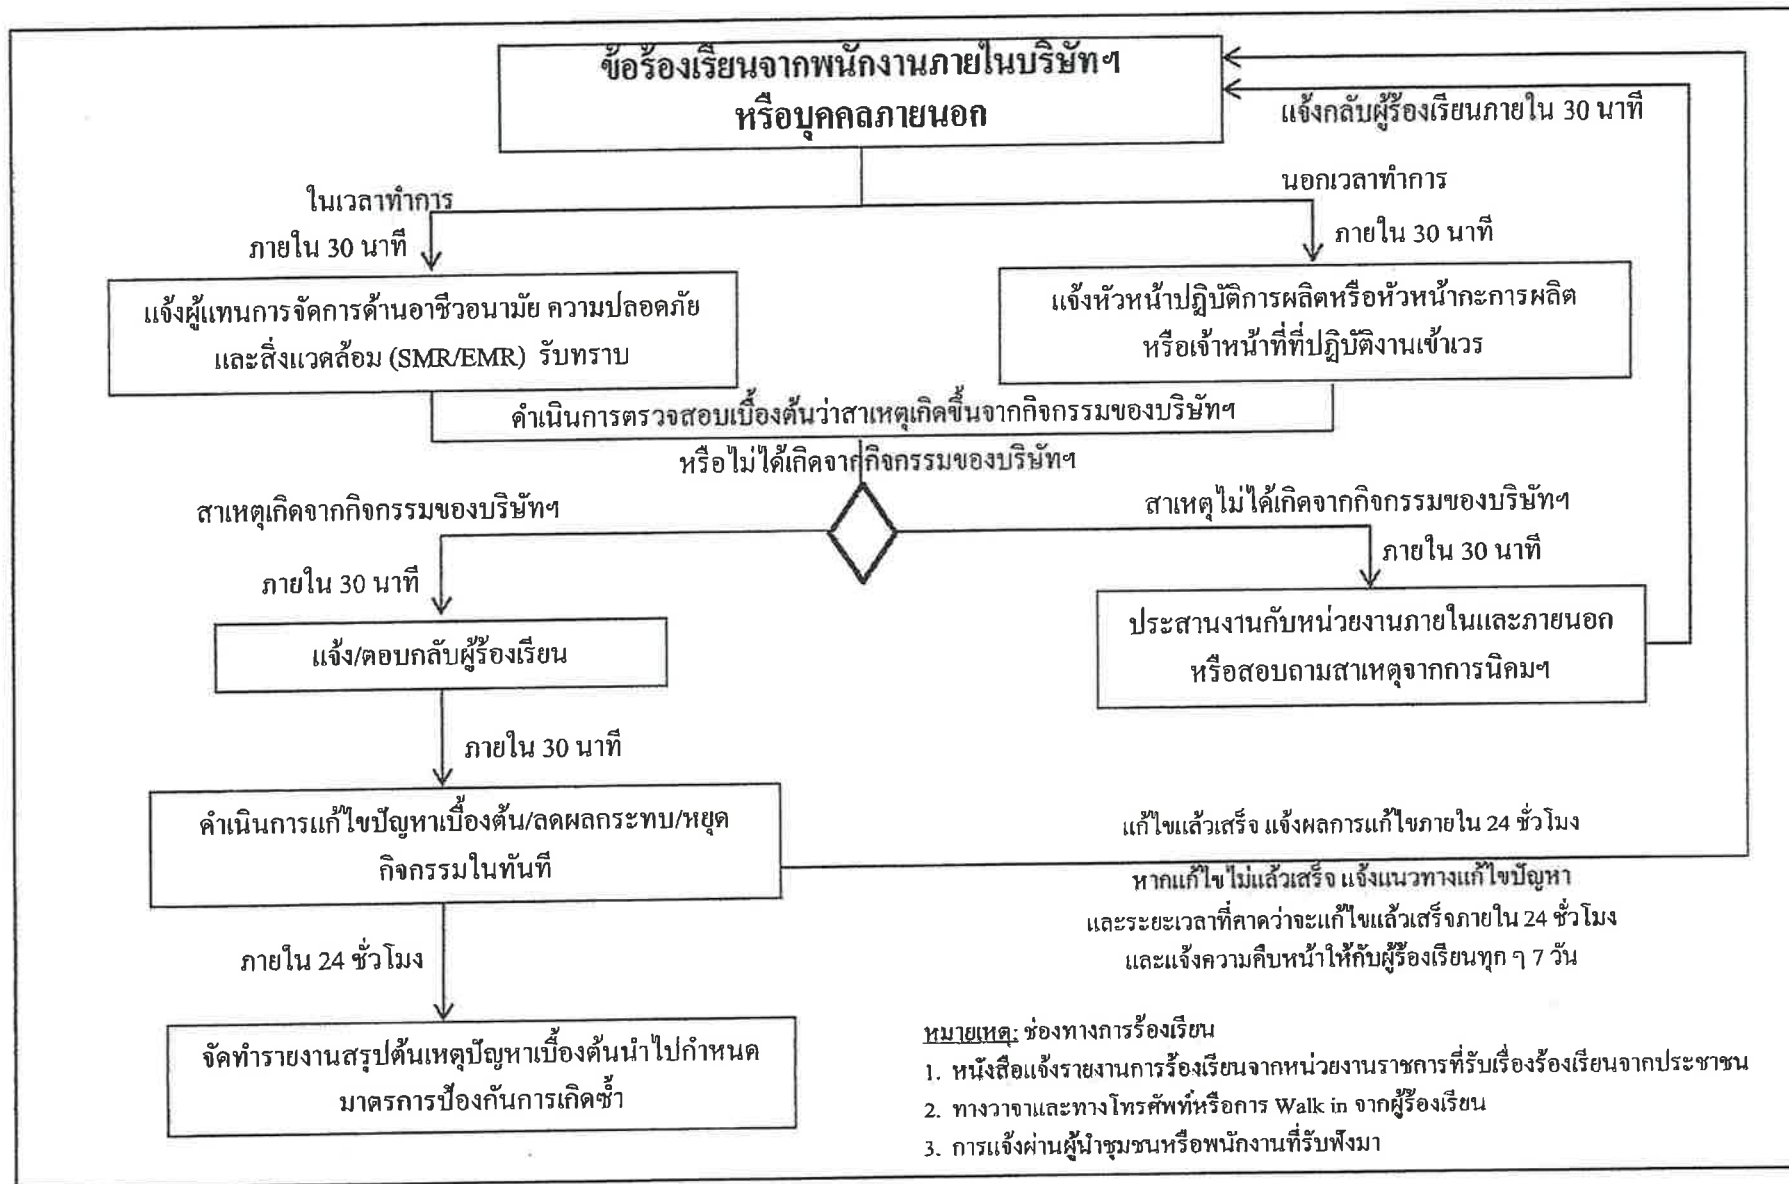 ข้อร้องเรียนจากพนักงานภายในบริษัทฯ
หรือบุคคลภายนอก
แจ้งกลับผู้ร้องเรียนภายใน 30 นาที
ในเวลาทำการ
นอกเวลาทำการ
ภายใน 30 นาที
ภายใน 30 นาที
แจ้งผู้แทนการจัดการด้านอาชีวอนามัย ความปลอดภัย
และสิ่งแวดล้อม (SMR/EMR) รับทราบ
แจ้งหัวหน้าปฏิบัติการผลิตหรือหัวหน้ากะการผลิต
หรือเจ้าหน้าที่ที่ปฏิบัติงานเข้าเวร
ดำเนินการตรวจสอบเบื้องต้นว่าสาเหตุเกิดขึ้นจากกิจกรรมของบริษัทฯ
หรือไม่ได้เกิดจากกิจกรรมของบริษัทฯ
สาเหตุเกิดจากกิจกรรมของบริษัทฯ
สาเหตุไม่ได้เกิดจากกิจกรรมของบริษัทฯ
ภายใน 30 นาที
ภายใน 30 นาที
แจ้ง/ตอบกลับผู้ร้องเรียน
ประสานงานกับหน่วยงานภายในและภายนอก
หรือสอบถามสาเหตุจากการนิคมฯ
ภายใน 30 นาที
ดำเนินการแก้ไขปัญหาเบื้องต้น/ลดผลกระทบ/หยุด
กิจกรรมในทันที
แก้ไขแล้วเสร็จ แจ้งผลการแก้ไขภายใน 24 ชั่วโมง
หากแก้ไขไม่แล้วเสร็จ แจ้งแนวทางแก้ไขปัญหา
และระยะเวลาที่คาดว่าจะแก้ไขแล้วเสร็จภายใน 24 ชั่วโมง
และแจ้งความคืบหน้าให้กับผู้ร้องเรียนทุก ๆ 7 วัน
ภายใน 24 ชั่วโมง
จัดทำรายงานสรุปต้นเหตุปัญหาเบื้องต้นนำไปกำหนด
มาตรการป้องกันการเกิดซ้ำ
หมายเหตุ: ช่องทางการร้องเรียน
1. หนังสือแจ้งรายงานการร้องเรียนจากหน่วยงานราชการที่รับเรื่องร้องเรียนจากประชาชน
2. ทางวาจาและทางโทรศัพท์หรือการ Walk in จากผู้ร้องเรียน
3. การแจ้งผ่านผู้นำชุมชนหรือพนักงานที่รับฟังมา